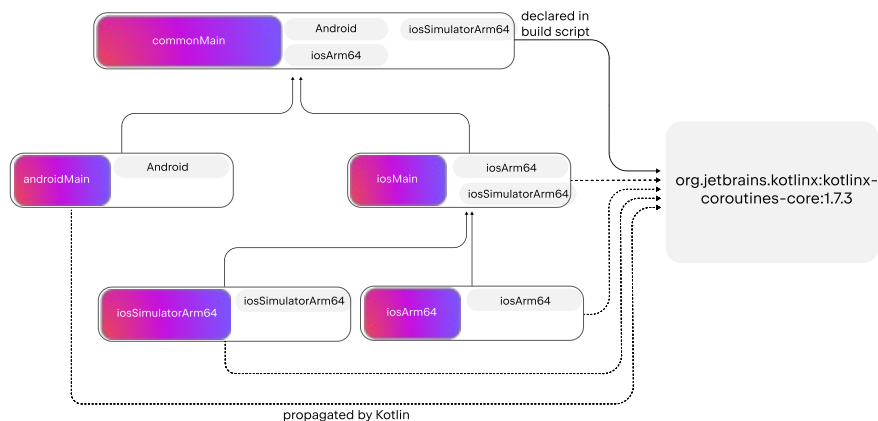 declared in
build script
commonMain
Android
iosSimulatorArm64
iosArm64
androidMain
Android
iosMain
iosArm64
iosSimulatorArm64
org.jetbrains.kotlinx:kotlinx-
coroutines-core:1.7.3
iosSimulatorArm64
iosSimulatorArm64
iosArm64
iosArm64
propagated by Kotlin